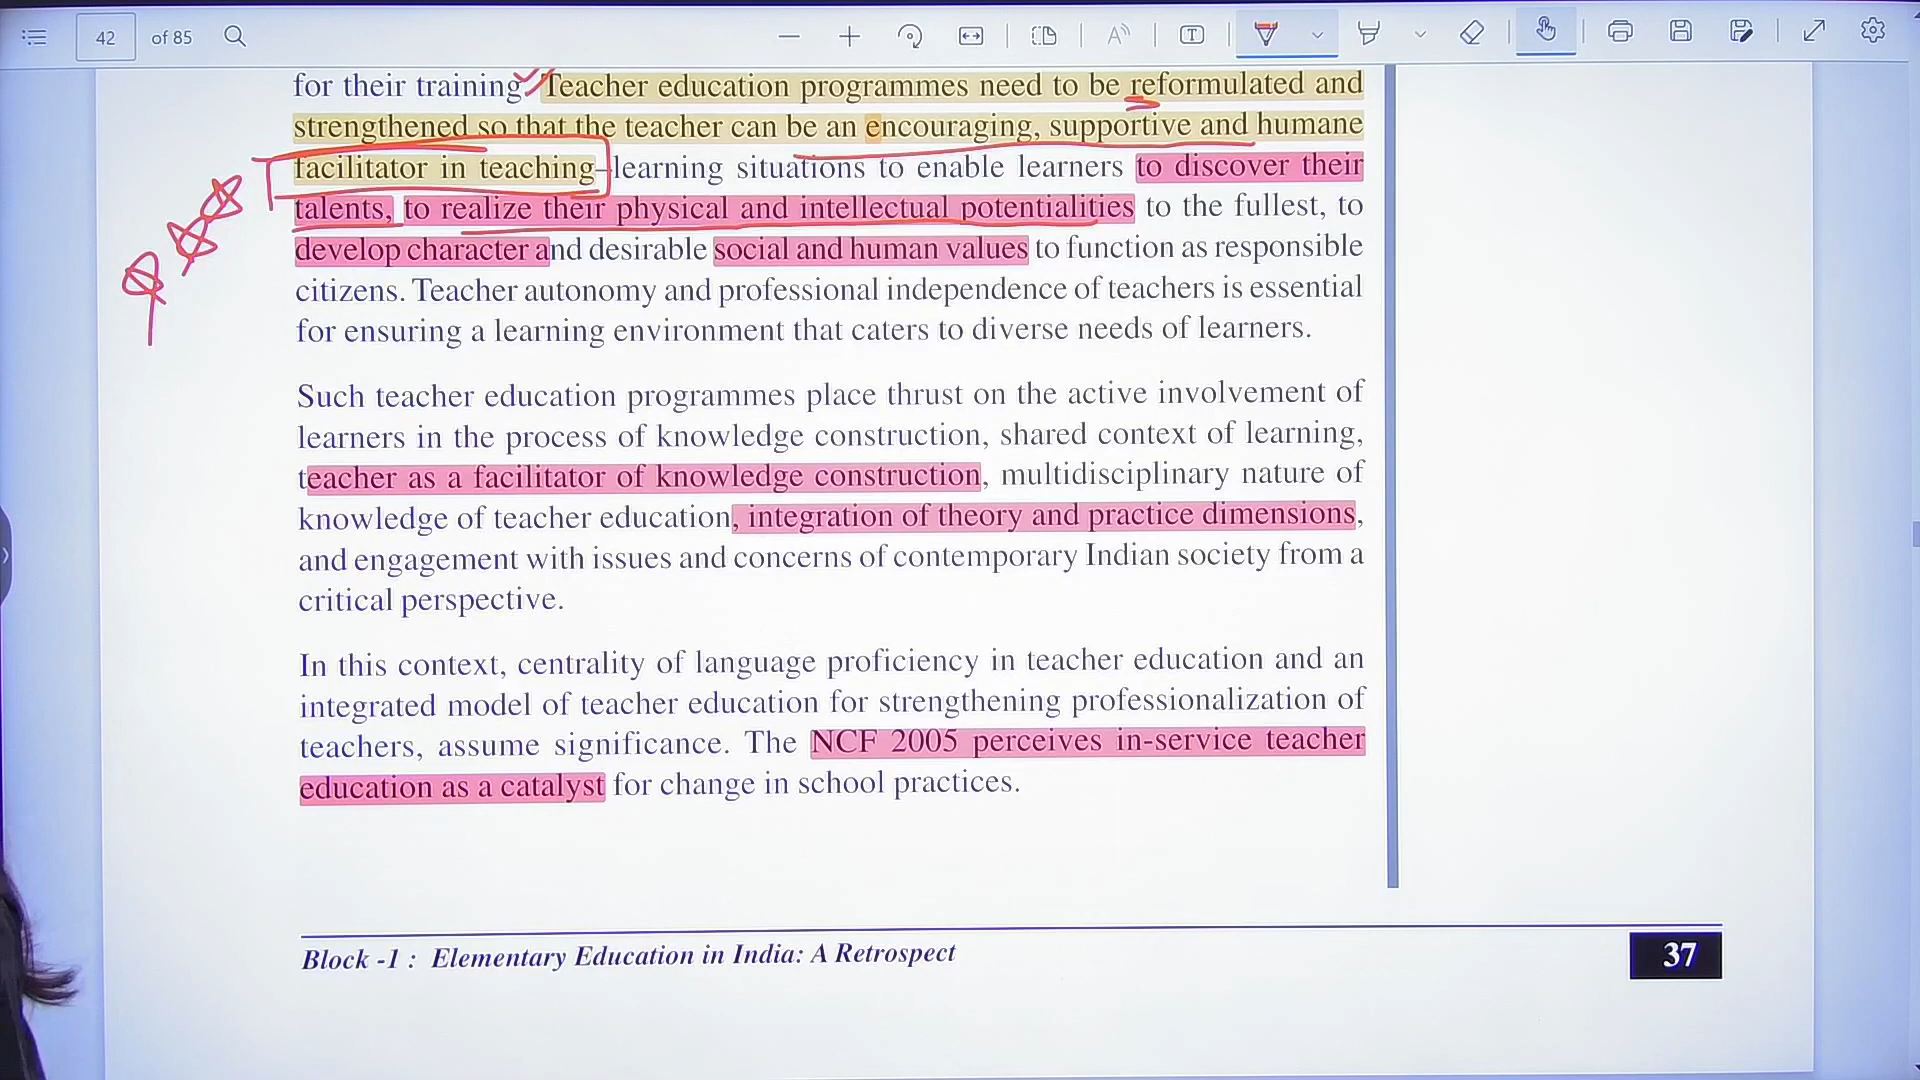 42 of 85
for their training. Teacher education programmes need to be reformulated and
strengthened so that the teacher can be an encouraging, supportive and humane
facilitator in teaching-learning situations to enable learners to discover their
talents, to realize their physical and intellectual potentialities to the fullest, to
develop character and desirable social and human values to function as responsible
citizens. Teacher autonomy and professional independence of teachers is essential
for ensuring a learning environment that caters to diverse needs of learners.
Such teacher education programmes place thrust on the active involvement of
learners in the process of knowledge construction, shared context of learning,
teacher as a facilitator of knowledge construction, multidisciplinary nature of
knowledge of teacher education, integration of theory and practice dimensions,
and engagement with issues and concerns of contemporary Indian society from a
critical perspective.
In this context, centrality of language proficiency in teacher education and an
integrated model of teacher education for strengthening professionalization of
teachers, assume significance. The NCF 2005 perceives in-service teacher
education as a catalyst for change in school practices.
Block -1 : Elementary Education in India: A Retrospect
37